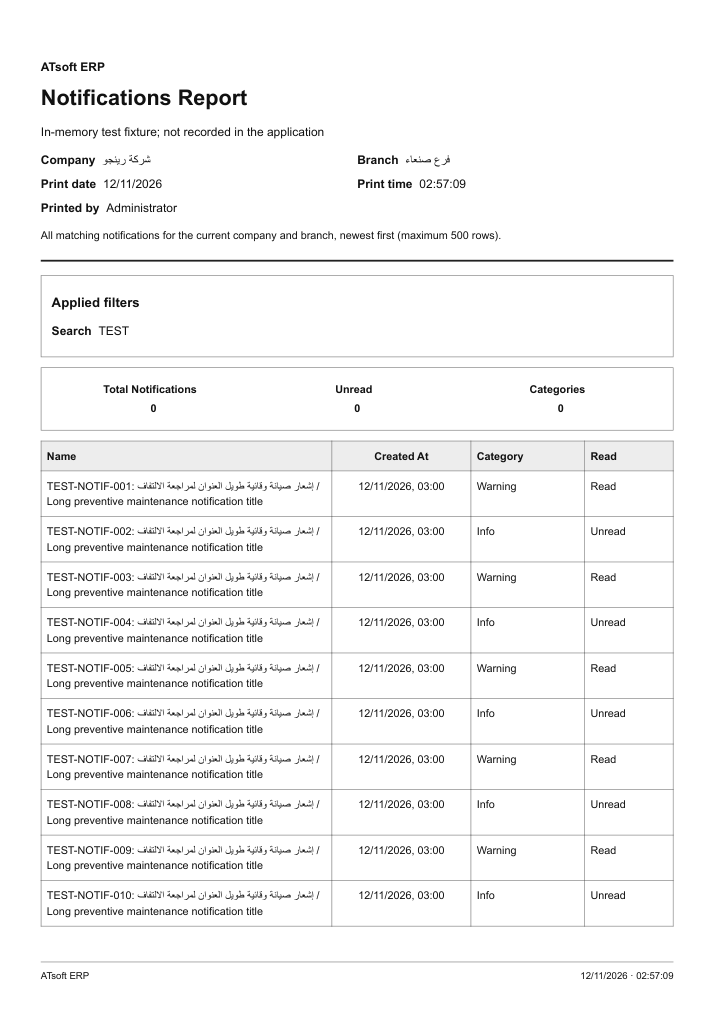 ATsoft ERP
Notifications Report
In-memory test fixture; not recorded in the application
Company شركة رينجو
Branch فرع صنعاء
Print date 12/11/2026
Print time 02:57:09
Printed by Administrator
All matching notifications for the current company and branch, newest first (maximum 500 rows).
Applied filters
Search TEST
Total Notifications Unread Categories
0 0 0
Name Created At Category Read
TEST-NOTIF-001: إشعار صيانة وقائية طويل العنوان لمراجعة الالتفاف / 12/11/2026, 03:00 Warning Read
Long preventive maintenance notification title
TEST-NOTIF-002: إشعار صيانة وقائية طويل العنوان لمراجعة الالتفاف / 12/11/2026, 03:00 Info Unread
Long preventive maintenance notification title
TEST-NOTIF-003: إشعار صيانة وقائية طويل العنوان لمراجعة الالتفاف / 12/11/2026, 03:00 Warning Read
Long preventive maintenance notification title
TEST-NOTIF-004: إشعار صيانة وقائية طويل العنوان لمراجعة الالتفاف / 12/11/2026, 03:00 Info Unread
Long preventive maintenance notification title
TEST-NOTIF-005: إشعار صيانة وقائية طويل العنوان لمراجعة الالتفاف / 12/11/2026, 03:00 Warning Read
Long preventive maintenance notification title
TEST-NOTIF-006: إشعار صيانة وقائية طويل العنوان لمراجعة الالتفاف / 12/11/2026, 03:00 Info Unread
Long preventive maintenance notification title
TEST-NOTIF-007: إشعار صيانة وقائية طويل العنوان لمراجعة الالتفاف / 12/11/2026, 03:00 Warning Read
Long preventive maintenance notification title
TEST-NOTIF-008: إشعار صيانة وقائية طويل العنوان لمراجعة الالتفاف / 12/11/2026, 03:00 Info Unread
Long preventive maintenance notification title
TEST-NOTIF-009: إشعار صيانة وقائية طويل العنوان لمراجعة الالتفاف / 12/11/2026, 03:00 Warning Read
Long preventive maintenance notification title
TEST-NOTIF-010: إشعار صيانة وقائية طويل العنوان لمراجعة الالتفاف / 12/11/2026, 03:00 Info Unread
Long preventive maintenance notification title
ATsoft ERP 12/11/2026 · 02:57:09